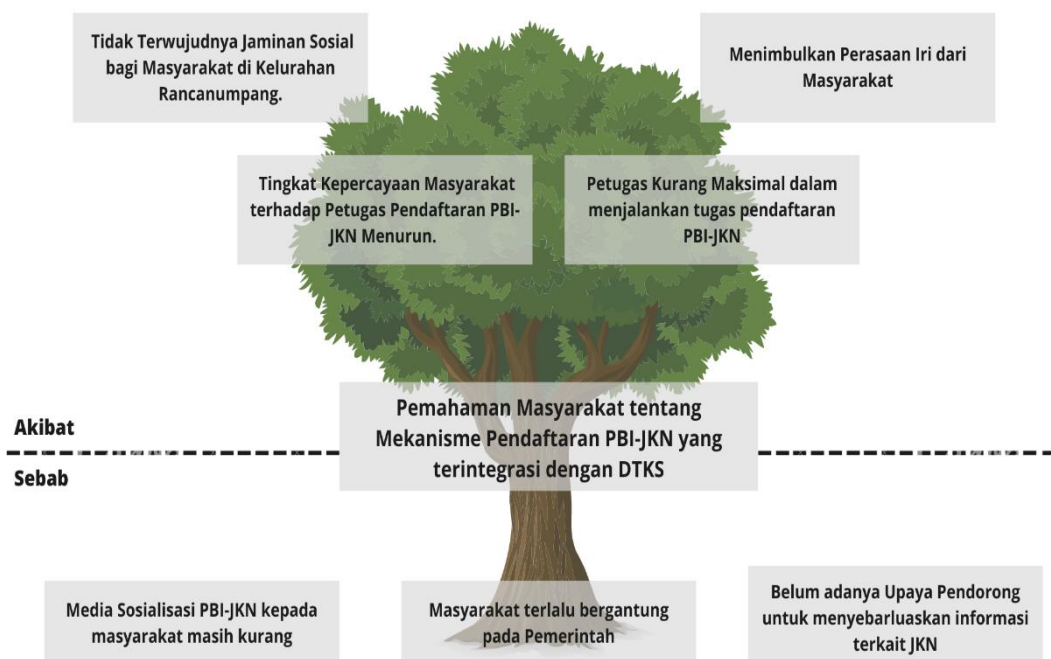 Tidak Terwujudnya Jaminan Sosial
bagi Masyarakat di Kelurahan
Rancanumpang.
Menimbulkan Perasaan Iri dari
Masyarakat
Tingkat Kepercayaan Masyarakat
terhadap Petugas Pendaftaran PBI-
JKN Menurun.
Petugas Kurang Maksimal dalam
menjalankan tugas pendaftaran
PBI-JKN
Pemahaman Masyarakat tentang
Mekanisme Pendaftaran PBI-JKN yang
terintegrasi dengan DTKS
Akibat
Sebab
Media Sosialisasi PBI-JKN kepada
masyarakat masih kurang
Masyarakat terlalu bergantung
pada Pemerintah
Belum adanya Upaya Pendorong
untuk menyebarluaskan informasi
terkait JKN